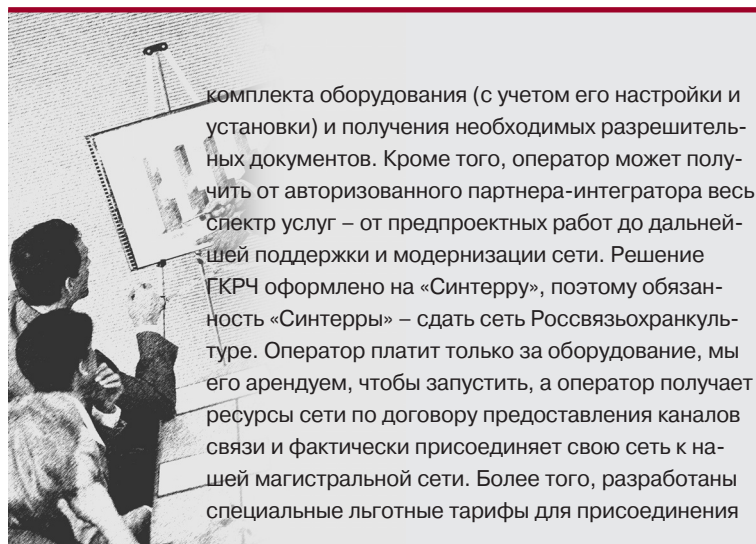 комплекта оборудования (с учетом его настройки и
установки) и получения необходимых разрешитель-
ных документов. Кроме того, оператор может полу-
чить от авторизованного партнера-интегратора весь
спектр услуг – от предпроектных работ до дальней-
шей поддержки и модернизации сети. Решение
ГКРЧ оформлено на «Синтерру», поэтому обязан-
ность «Синтерры» – сдать сеть Россвязьохранкуль-
туре. Оператор платит только за оборудование, мы
его арендуем, чтобы запустить, а оператор получает
ресурсы сети по договору предоставления каналов
связи и фактически присоединяет свою сеть к на-
шей магистральной сети. Более того, разработаны
специальные льготные тарифы для присоединения